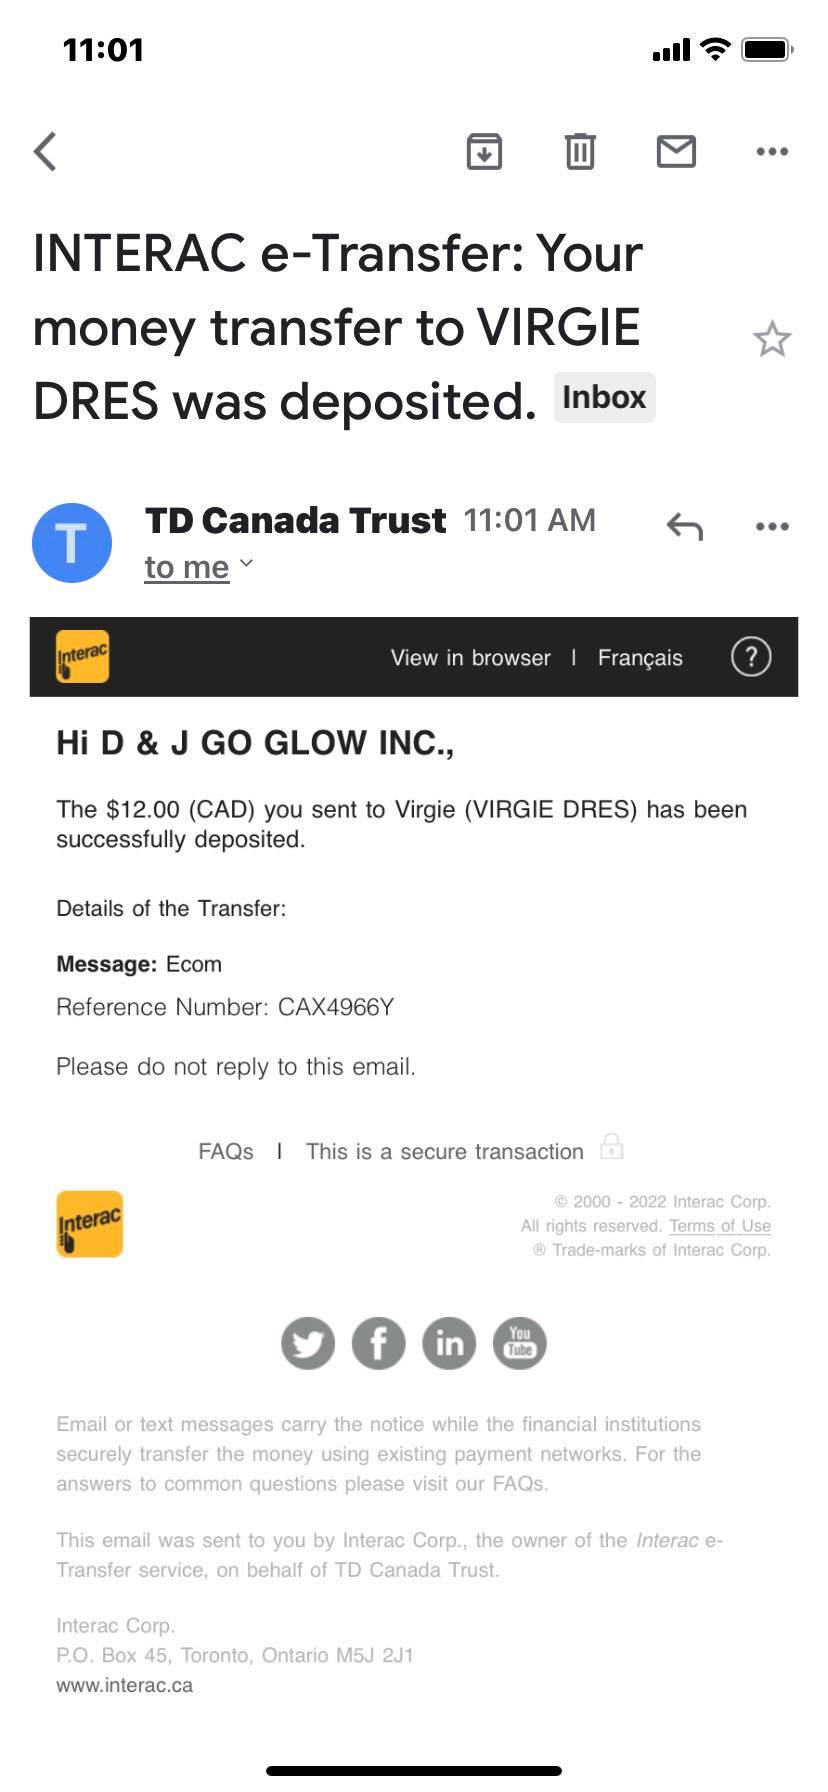 11:01
INTERAC e-Transfer: Your
money transfer to VIRGIE
DRES was deposited. Inbox
T
TD Canada Trust 11:01 AM
to me
Interac
View in browser | Français ?
Hi D & J GO GLOW INC.,
The $12.00 (CAD) you sent to Virgie (VIRGIE DRES) has been
successfully deposited.
Details of the Transfer:
Message: Ecom
Reference Number: CAX4966Y
Please do not reply to this email.
FAQs | This is a secure transaction
Interac
© 2000 - 2022 Interac Corp.
All rights reserved. Terms of Use
® Trade-marks of Interac Corp.
f in You Tube
Email or text messages carry the notice while the financial institutions
securely transfer the money using existing payment networks. For the
answers to common questions please visit our FAQs.
This email was sent to you by Interac Corp., the owner of the Interac e-
Transfer service, on behalf of TD Canada Trust.
Interac Corp.
P.O. Box 45, Toronto, Ontario M5J 2J1
www.interac.ca